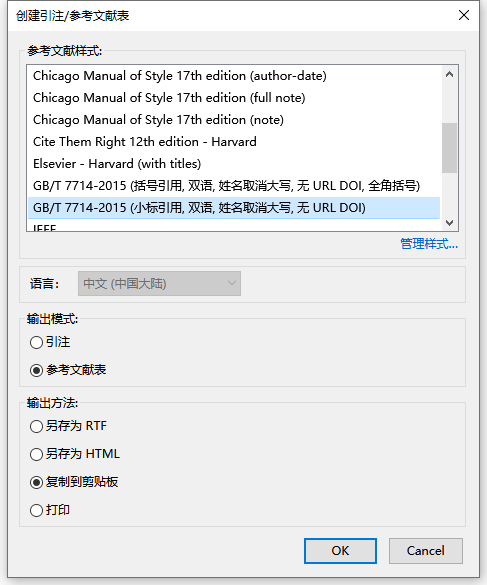 创建引注/参考文献表
参考文献样式:
Chicago Manual of Style 17th edition (author-date)
Chicago Manual of Style 17th edition (full note)
Chicago Manual of Style 17th edition (note)
Cite Them Right 12th edition - Harvard
Elsevier - Harvard (with titles)
GB/T 7714-2015 (括号引用, 双语, 姓名取消大写, 无 URL DOI, 全角括号)
GB/T 7714-2015 (小标引用, 双语, 姓名取消大写, 无 URL DOI)
IEEE
管理样式...
语言: 中文 (中国大陆)
输出模式:
引注
参考文献表
输出方法:
另存为 RTF
另存为 HTML
复制到剪贴板
打印
OK Cancel